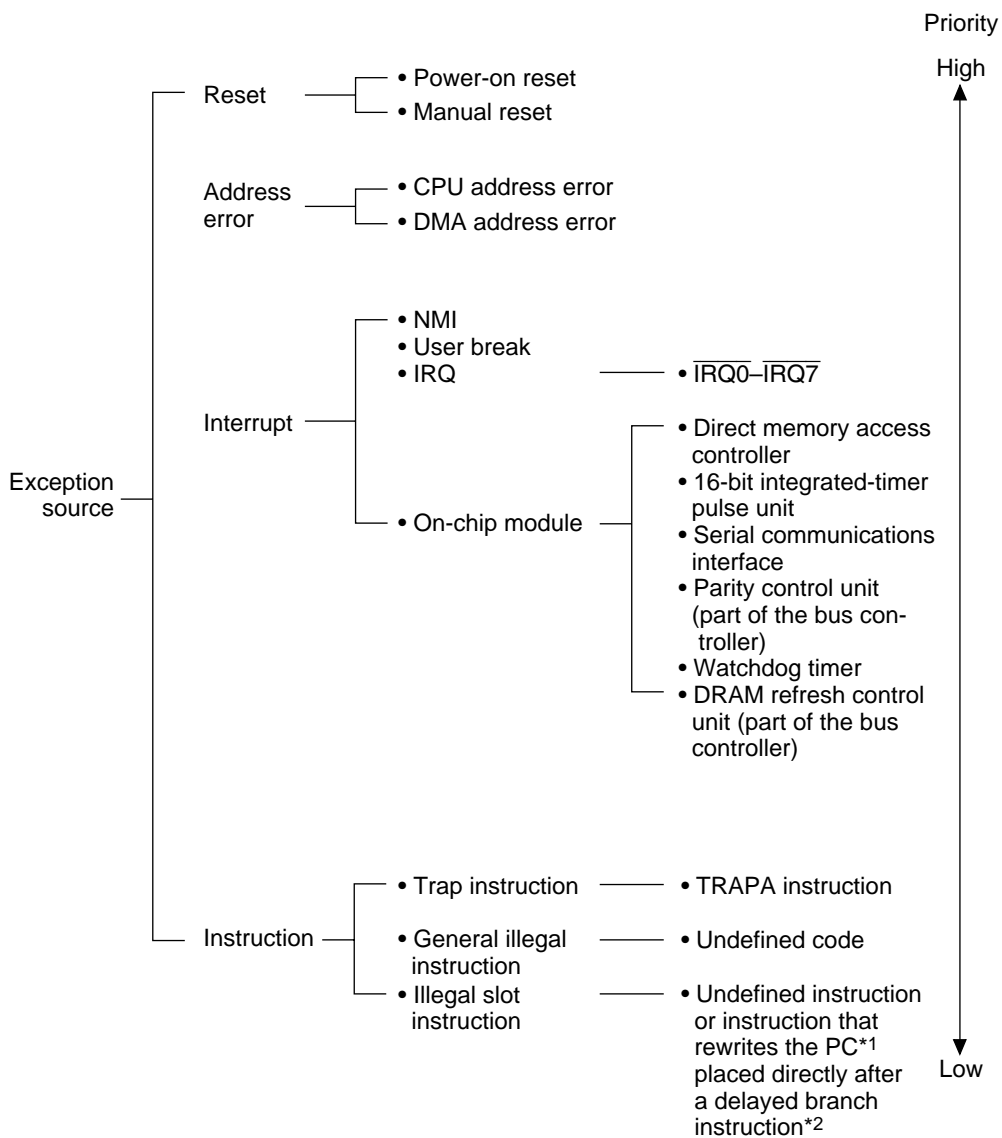 Priority
High
Reset
• Power-on reset
• Manual reset
Address
error
• CPU address error
• DMA address error
Exception
source
Interrupt
• NMI
• User break
• IRQ
• IRQ0–IRQ7
• On-chip module
• Direct memory access
controller
• 16-bit integrated-timer
pulse unit
• Serial communications
interface
• Parity control unit
(part of the bus con-
troller)
• Watchdog timer
• DRAM refresh control
unit (part of the bus
controller)
Instruction
• Trap instruction
• TRAPA instruction
• General illegal
instruction
• Undefined code
• Illegal slot
instruction
• Undefined instruction
or instruction that
rewrites the PC*1
placed directly after
a delayed branch
instruction*2
Low